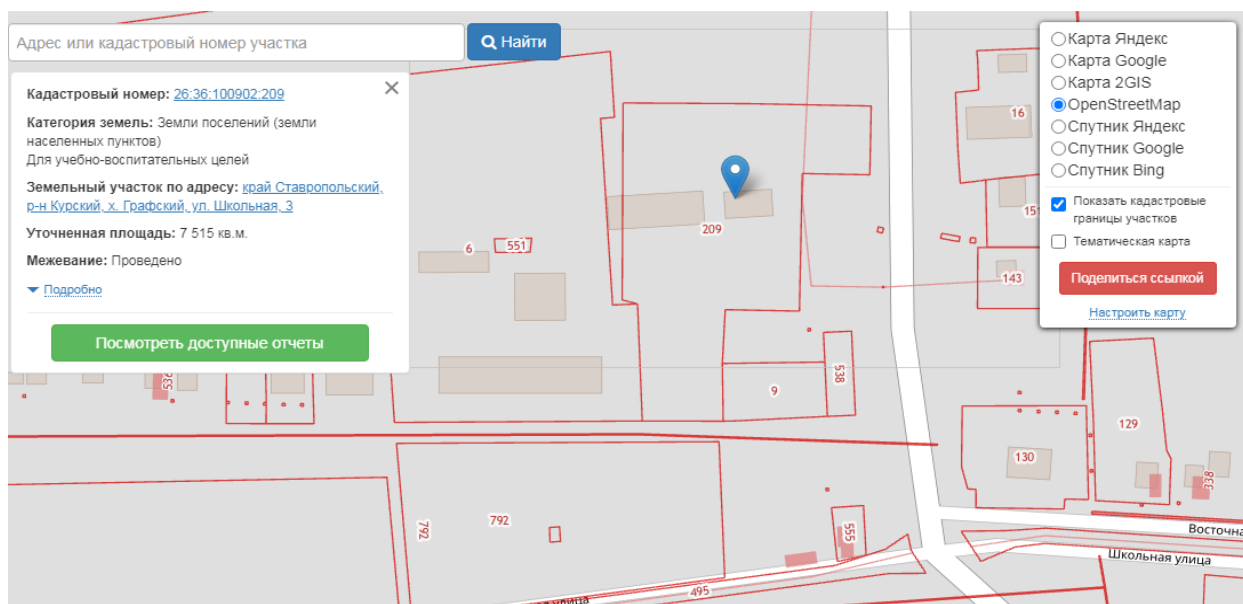 Адрес или кадастровый номер участка
Найти
Кадастровый номер: 26:36:100902:209
Категория земель: Земли поселений (земли
населенных пунктов)
Для учебно-воспитательных целей
Земельный участок по адресу: край Ставропольский,
р-н Курский, х. Графский, ул. Школьная, 3
Уточненная площадь: 7 515 кв.м.
Межевание: Проведено
Подробно
Посмотреть доступные отчеты
Карта Яндекс
Карта Google
Карта 2GIS
OpenStreetMap
Спутник Яндекс
Спутник Google
Спутник Bing
Показать кадастровые
границы участков
Тематическая карта
Поделиться ссылкой
Настроить карту
16
151
143
209
6
551
536
538
9
129
130
338
792
792
555
495
Восточна
Школьная улица
улица